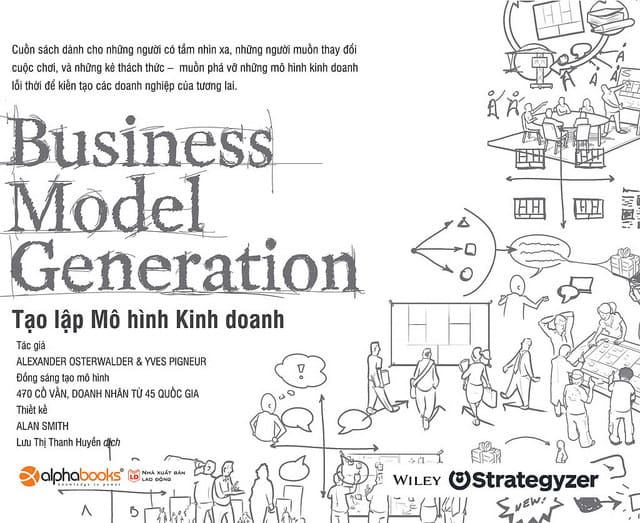 Cuốn sách dành cho những người có tầm nhìn xa, những người muốn thay đổi
cuộc chơi, và những kẻ thách thức – muốn phá vỡ những mô hình kinh doanh
lỗi thời để kiến tạo các doanh nghiệp của tương lai.
Business
Model
Generation
Tạo lập Mô hình Kinh doanh
Tác giả
ALEXANDER OSTERWALDER & YVES PIGNEUR
Đồng sáng tạo mô hình
470 CỐ VẤN, DOANH NHÂN TỪ 45 QUỐC GIA
Thiết kế
ALAN SMITH
Lưu Thị Thanh Huyền dịch
alphabooks
knowledge is power
LĐ
NHÀ XUẤT BẢN
LAO ĐỘNG
WILEY
Strategyzer
A
B
NEW!